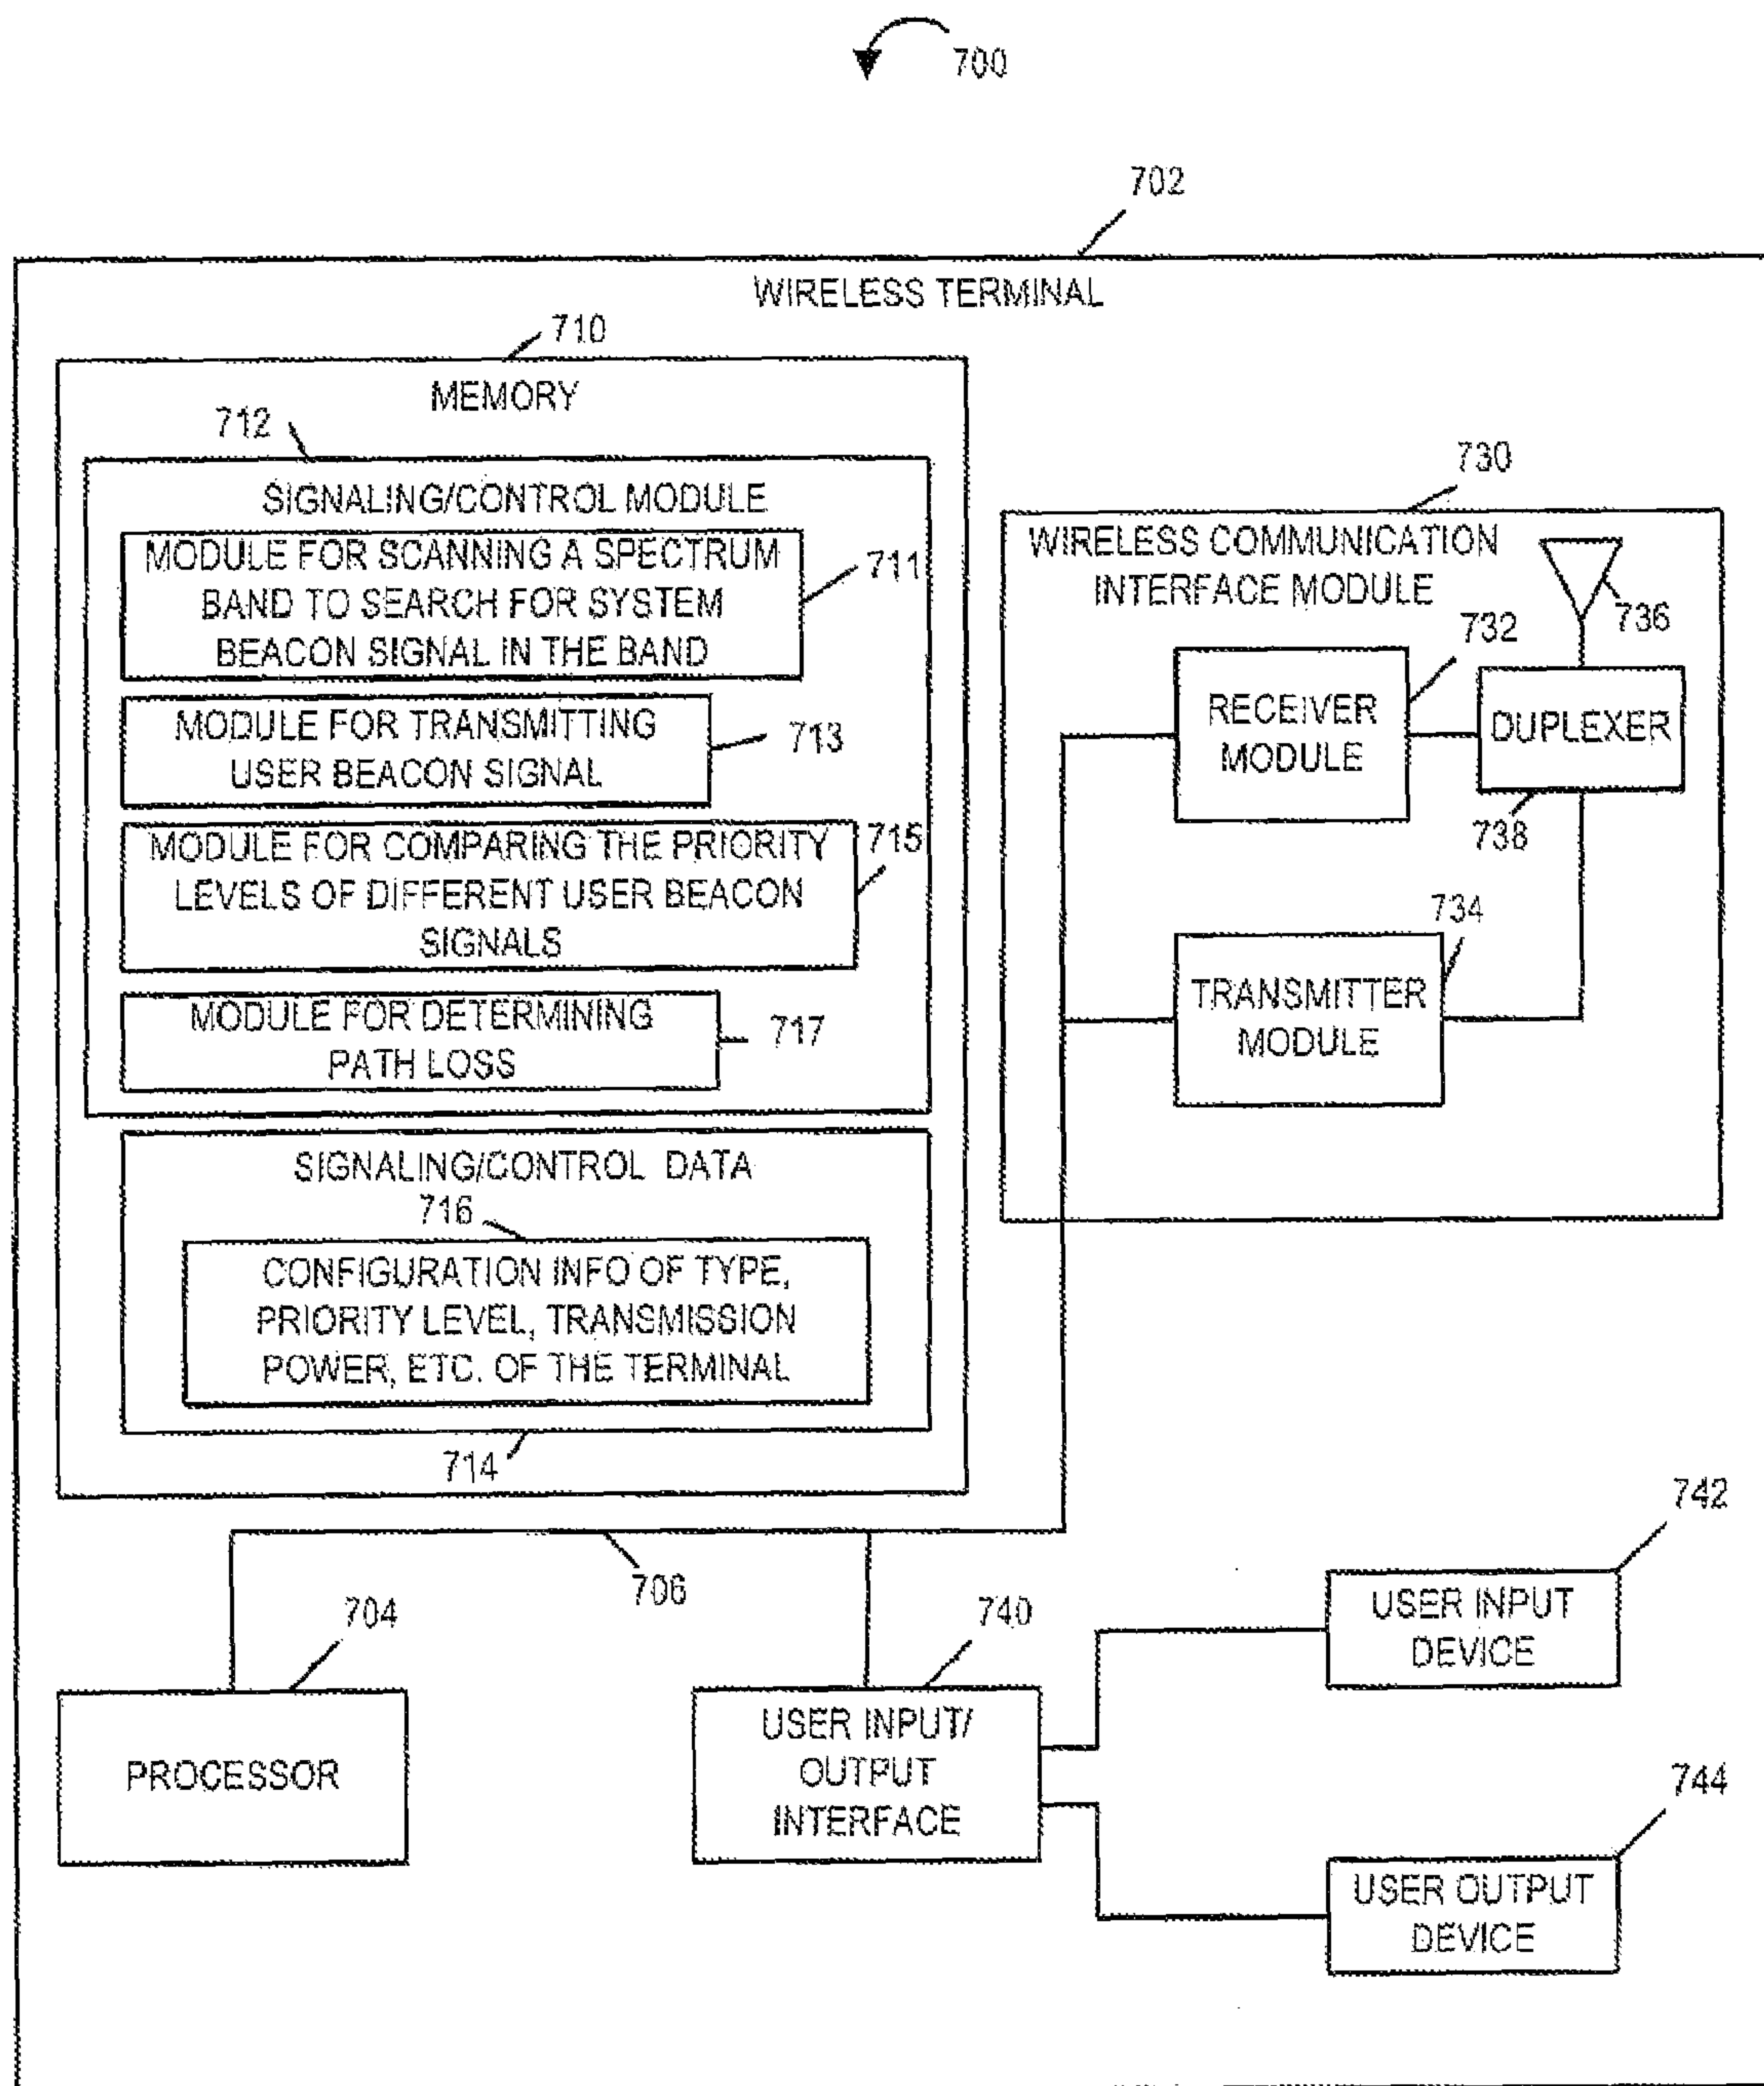 700
702
WIRELESS TERMINAL
710
MEMORY
712
SIGNALING/CONTROL MODULE
MODULE FOR SCANNING A SPECTRUM
BAND TO SEARCH FOR SYSTEM
BEACON SIGNAL IN THE BAND
711
MODULE FOR TRANSMITTING
USER BEACON SIGNAL
713
MODULE FOR COMPARING THE PRIORITY
LEVELS OF DIFFERENT USER BEACON
SIGNALS
715
MODULE FOR DETERMINING
PATH LOSS
717
SIGNALING/CONTROL DATA
716
CONFIGURATION INFO OF TYPE,
PRIORITY LEVEL, TRANSMISSION
POWER, ETC. OF THE TERMINAL
714
730
WIRELESS COMMUNICATION
INTERFACE MODULE
736
732
RECEIVER
MODULE
DUPLEXER
738
734
TRANSMITTER
MODULE
706
704
PROCESSOR
740
USER INPUT/
OUTPUT
INTERFACE
742
USER INPUT
DEVICE
744
USER OUTPUT
DEVICE